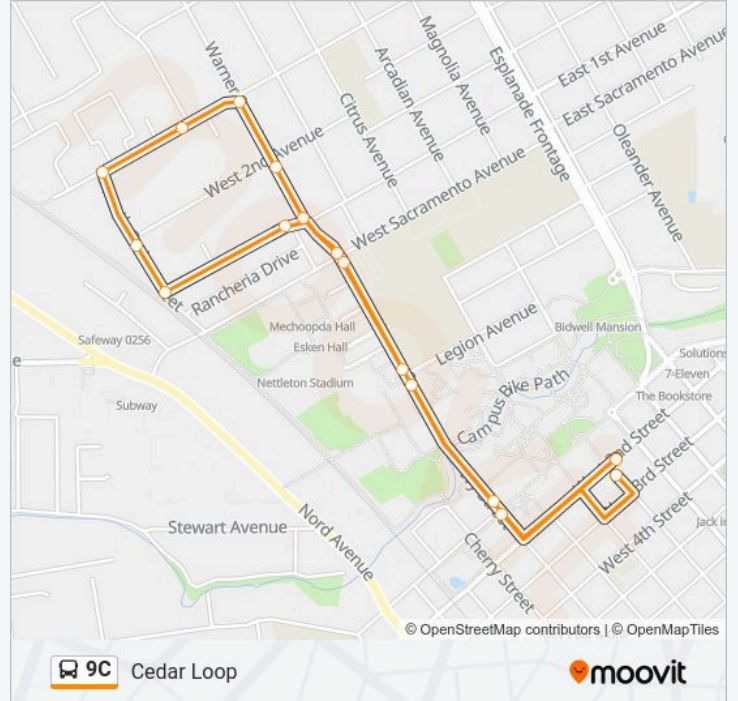 Warner
East 1st Avenue
East Sacramento Avenue
Magnolia Avenue
Esplanade Frontage
Arcadian Avenue
Citrus Avenue
Oleander Avenue
West 2nd Avenue
West Sacramento Avenue
Rancheria Drive
Mechoopda Hall
Legion Avenue
Bidwell Mansion
Safeway 0256
Esken Hall
Solutions
e
Nettleton Stadium
7-Eleven
Subway
Campus Bike Path
The Bookstore
2nd Street
3rd Street
Stewart Avenue
Nord Avenue
West 4th Street
Cherry Street
© OpenStreetMap contributors | © OpenMapTiles
9C Cedar Loop
moovit